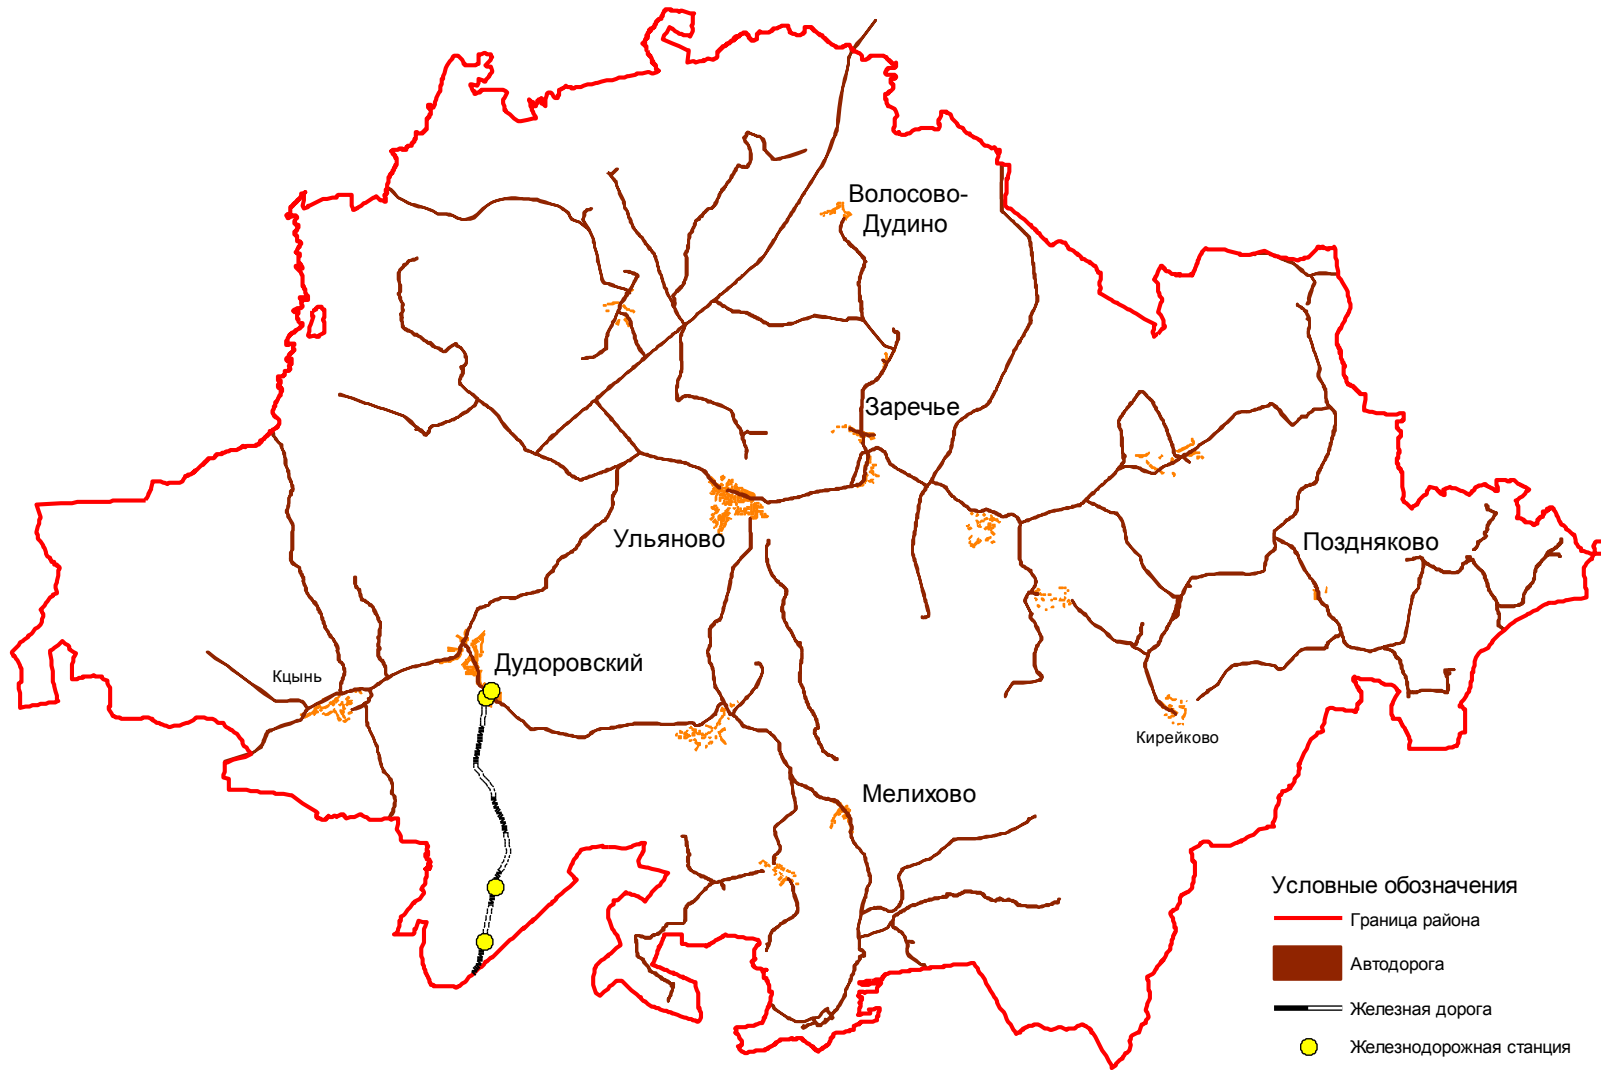 Волосово-
Дудино
Заречье
Ульяново
Поздняково
Дудоровский
Кцынь
Кирейково
Мелихово
Условные обозначения
Граница района
Автодорога
Железная дорога
Железнодорожная станция